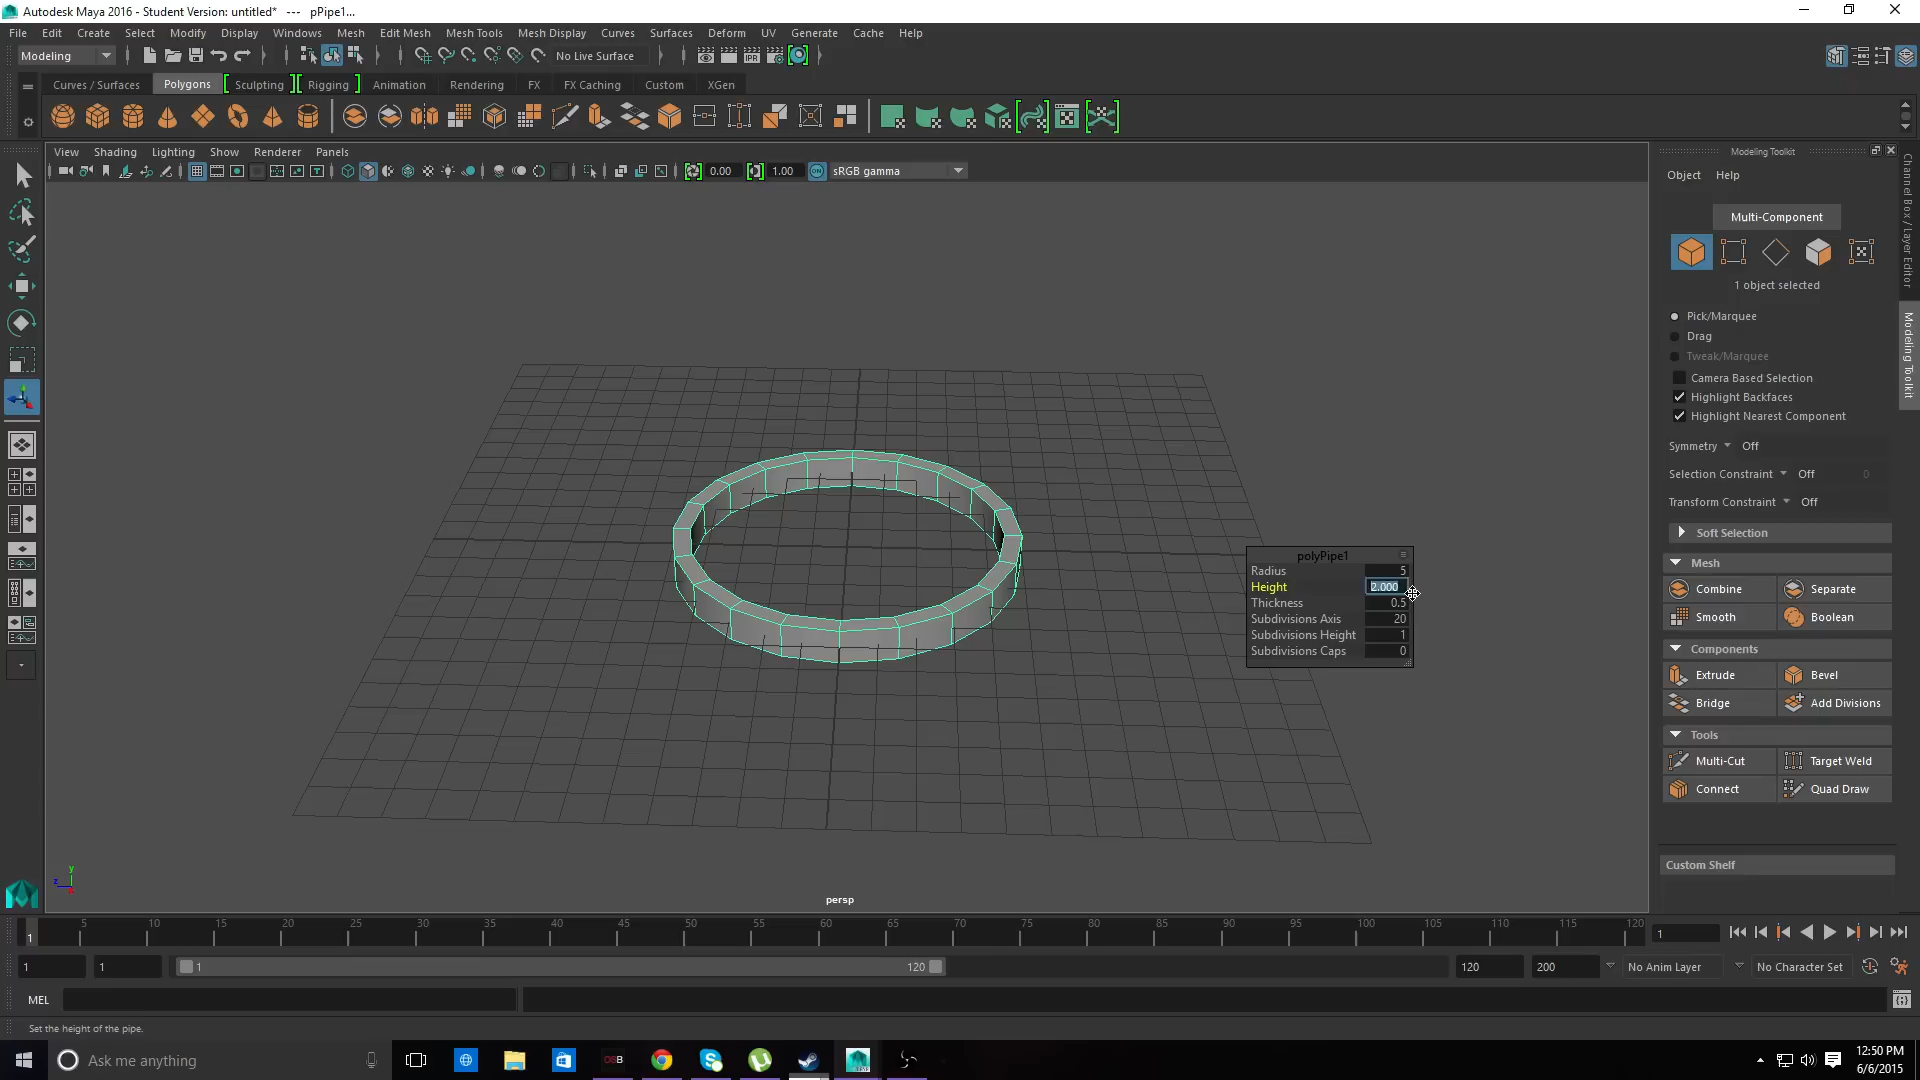 Autodesk Maya 2016 - Student Version: untitled*   ---   pPipe1...
File Edit Create Select Modify Display Windows Mesh Edit Mesh Mesh Tools Mesh Display Curves Surfaces Deform UV Generate Cache Help
Modeling No Live Surface IPR
Curves / Surfaces Polygons Sculpting Rigging Animation Rendering FX FX Caching Custom XGen
View Shading Lighting Show Renderer Panels
0.00 1.00 sRGB gamma
Modeling Toolkit
Object Help
Multi-Component
1 object selected
Pick/Marquee
Drag
Tweak/Marquee
Camera Based Selection
Highlight Backfaces
Highlight Nearest Component
Symmetry Off
Selection Constraint Off 0
Transform Constraint Off
Soft Selection
Mesh
Combine Separate
Smooth Boolean
Components
Extrude Bevel
Bridge Add Divisions
Tools
Multi-Cut Target Weld
Connect Quad Draw
Custom Shelf
Channel Box / Layer Editor
Modeling Toolkit
polyPipe1
Radius 5
Height 2.000
Thickness 0.5
Subdivisions Axis 20
Subdivisions Height 1
Subdivisions Caps 0
y
z
persp
5 10 15 20 25 30 35 40 45 50 55 60 65 70 75 80 85 90 95 100 105 110 115 120
1 1
1 1 1 120 120 200 No Anim Layer No Character Set
MEL
Set the height of the pipe.
Ask me anything
12:50 PM
6/6/2015